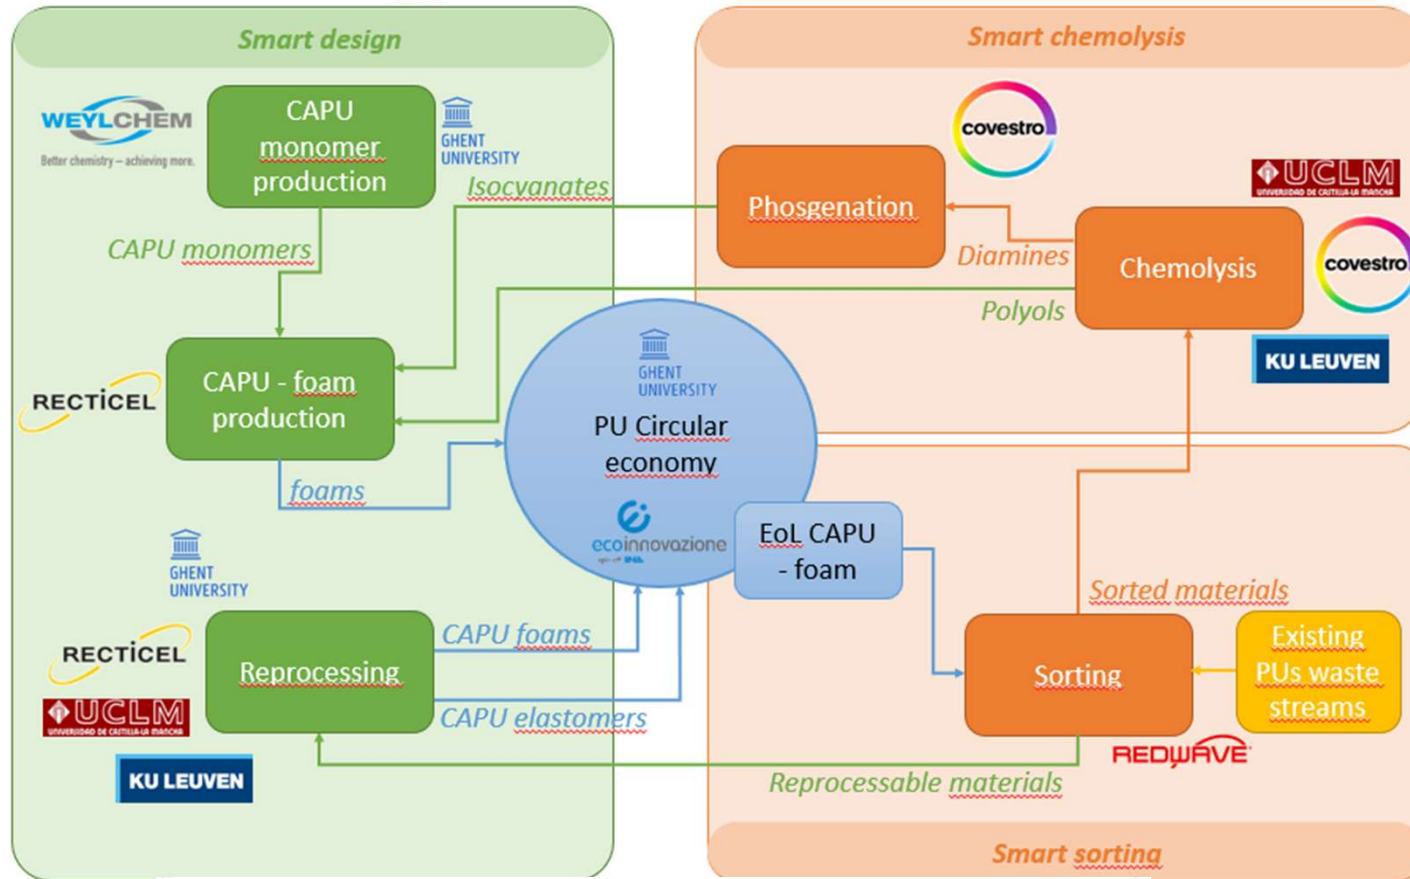 Smart design
WEYLCHEM
Better chemistry – achieving more.
CAPU
monomer
production
GHENT
UNIVERSITY
CAPU monomers
Isocyanates
RECTICEL
CAPU - foam
production
foams
GHENT
UNIVERSITY
RECTICEL
UCLM
UNIVERSIDAD DE CASTILLA-LA MANCHA
KU LEUVEN
Reprocessing
CAPU foams
CAPU elastomers
GHENT
UNIVERSITY
PU Circular
economy
ecoinnovazione
EoL CAPU
- foam
Smart chemolysis
covestro
Phosgenation
Diamines
Polyols
UCLM
UNIVERSIDAD DE CASTILLA-LA MANCHA
Chemolysis
covestro
KU LEUVEN
Sorted materials
Sorting
Existing
PUs waste
streams
REDWAVE
Reprocessable materials
Smart sorting